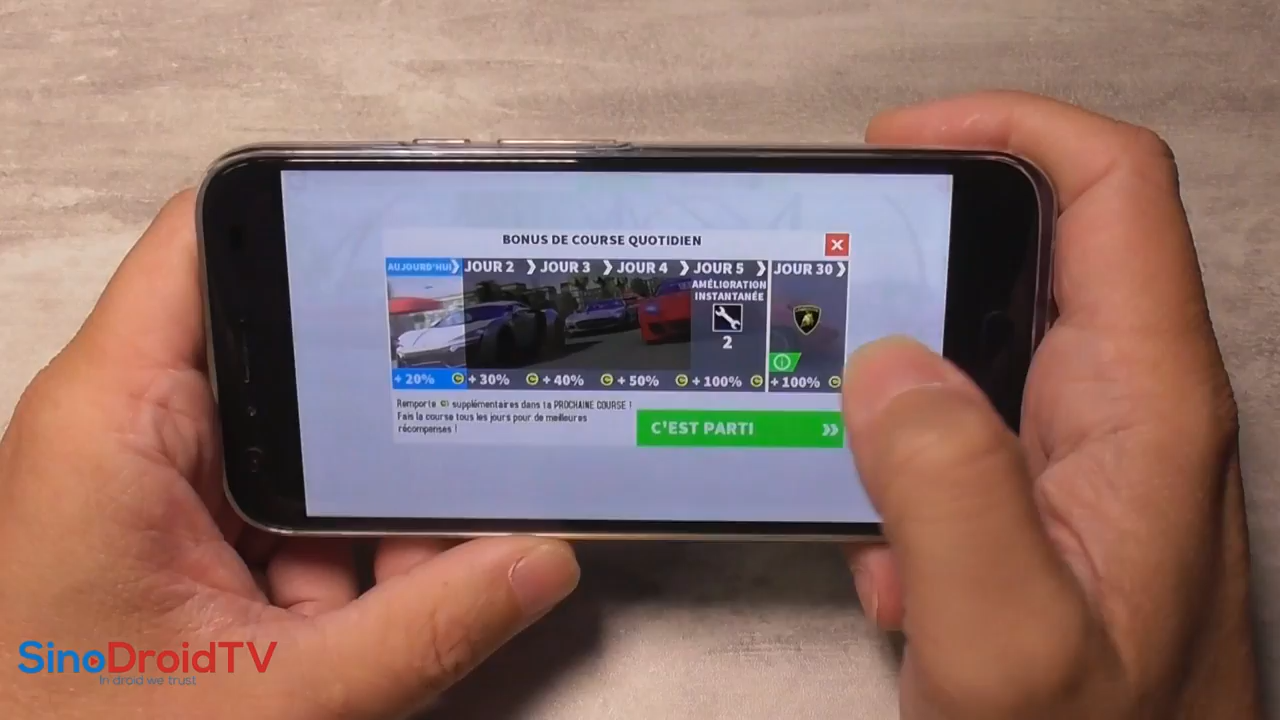 BONUS DE COURSE QUOTIDIEN
AUJOURD'HUI JOUR 2 JOUR 3 JOUR 4 JOUR 5 JOUR 30
AMÉLIORATION
INSTANTANÉE
2
+ 20% + 30% + 40% + 50% + 100% + 100%
Remporte supplémentaires dans ta PROCHAINE COURSE !
Fais la course tous les jours pour de meilleures
récompenses !
C'EST PARTI
SinoDroidTV
In droid we trust